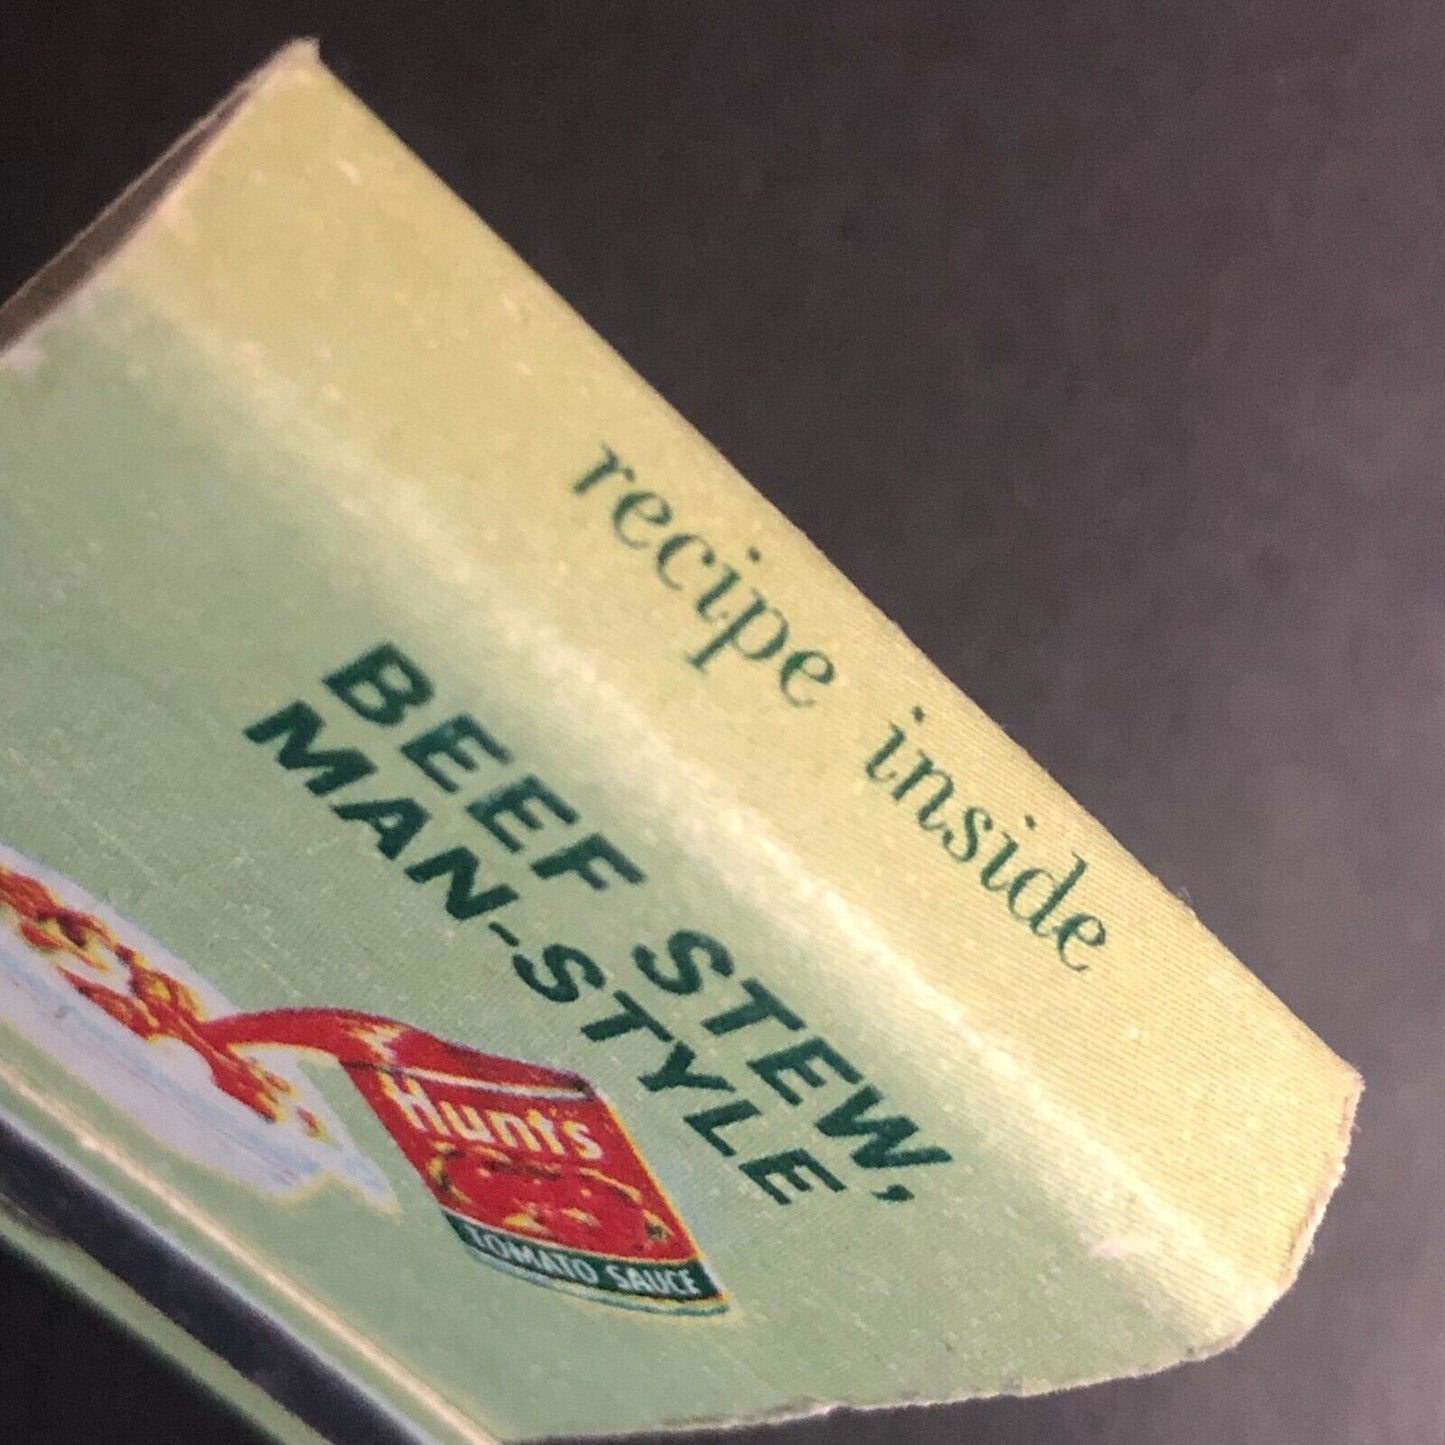 recipe inside
BEEF STEW,
MAN-STYLE
Hunt's
TOMATO SAUCE